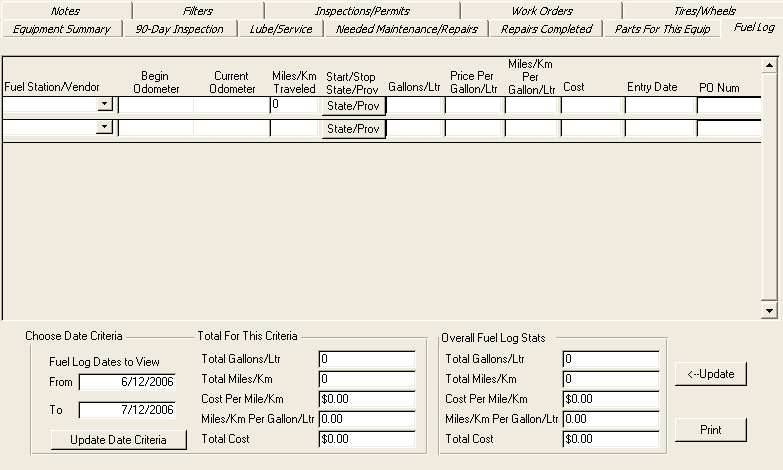 Notes Filters Inspections/Permits Work Orders Tires/Wheels
Equipment Summary 90-Day Inspection Lube/Service Needed Maintenance/Repairs Repairs Completed Parts For This Equip Fuel Log
Fuel Station/Vendor Begin Odometer Current Odometer Miles/Km Traveled Start/Stop State/Prov Gallons/Ltr Price Per Gallon/Ltr Miles/Km Per Gallon/Ltr Cost Entry Date PO Num
0 State/Prov
State/Prov
Choose Date Criteria
Fuel Log Dates to View
From 6/12/2006
To 7/12/2006
Update Date Criteria
Total For This Criteria
Total Gallons/Ltr 0
Total Miles/Km 0
Cost Per Mile/Km $0.00
Miles/Km Per Gallon/Ltr 0.00
Total Cost $0.00
Overall Fuel Log Stats
Total Gallons/Ltr 0
Total Miles/Km 0
Cost Per Mile/Km $0.00
Miles/Km Per Gallon/Ltr 0.00
Total Cost $0.00
<--Update
Print